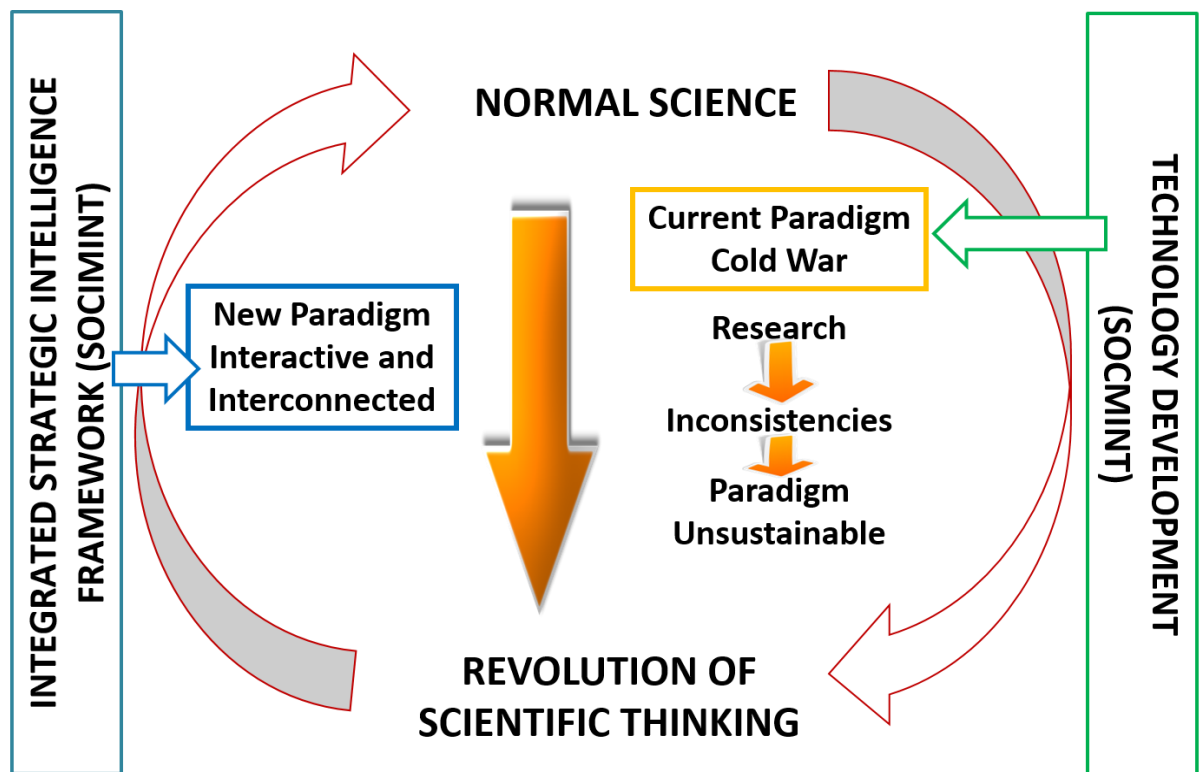 INTEGRATED STRATEGIC INTELLIGENCE
FRAMEWORK (SOCIMINT)
NORMAL SCIENCE
Current Paradigm
Cold War
New Paradigm
Interactive and
Interconnected
Research
Inconsistencies
Paradigm
Unsustainable
REVOLUTION OF
SCIENTIFIC THINKING
TECHNOLOGY DEVELOPMENT
(SOCMINT)